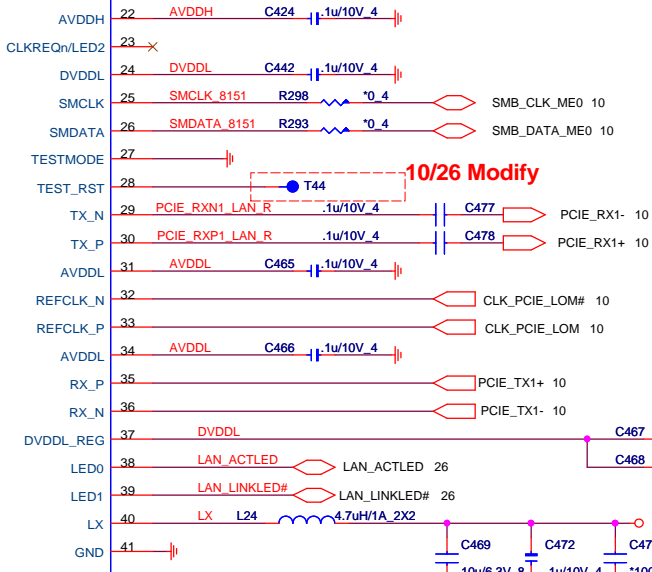 AVDDH 22 AVDDH C424 .1u/10V_4
CLKREQn/LED2 23
DVDDL 24 DVDDL C442 .1u/10V_4
SMCLK 25 SMCLK_8151 R298 *0_4 SMB_CLK_ME0 10
SMDATA 26 SMDATA_8151 R293 *0_4 SMB_DATA_ME0 10
TESTMODE 27
10/26 Modify
TEST_RST 28 T44
TX_N 29 PCIE_RXN1_LAN_R .1u/10V_4 C477 PCIE_RX1- 10
TX_P 30 PCIE_RXP1_LAN_R .1u/10V_4 C478 PCIE_RX1+ 10
AVDDL 31 AVDDL C465 .1u/10V_4
REFCLK_N 32 CLK_PCIE_LOM# 10
REFCLK_P 33 CLK_PCIE_LOM 10
AVDDL 34 AVDDL C466 .1u/10V_4
RX_P 35 PCIE_TX1+ 10
RX_N 36 PCIE_TX1- 10
DVDDL_REG 37 DVDDL C467
C468
LED0 38 LAN_ACTLED LAN_ACTLED 26
LED1 39 LAN_LINKLED# LAN_LINKLED# 26
LX 40 LX L24 4.7uH/1A_2X2
GND 41 C469 C472
10u/6.3V_8 .1u/10V_4